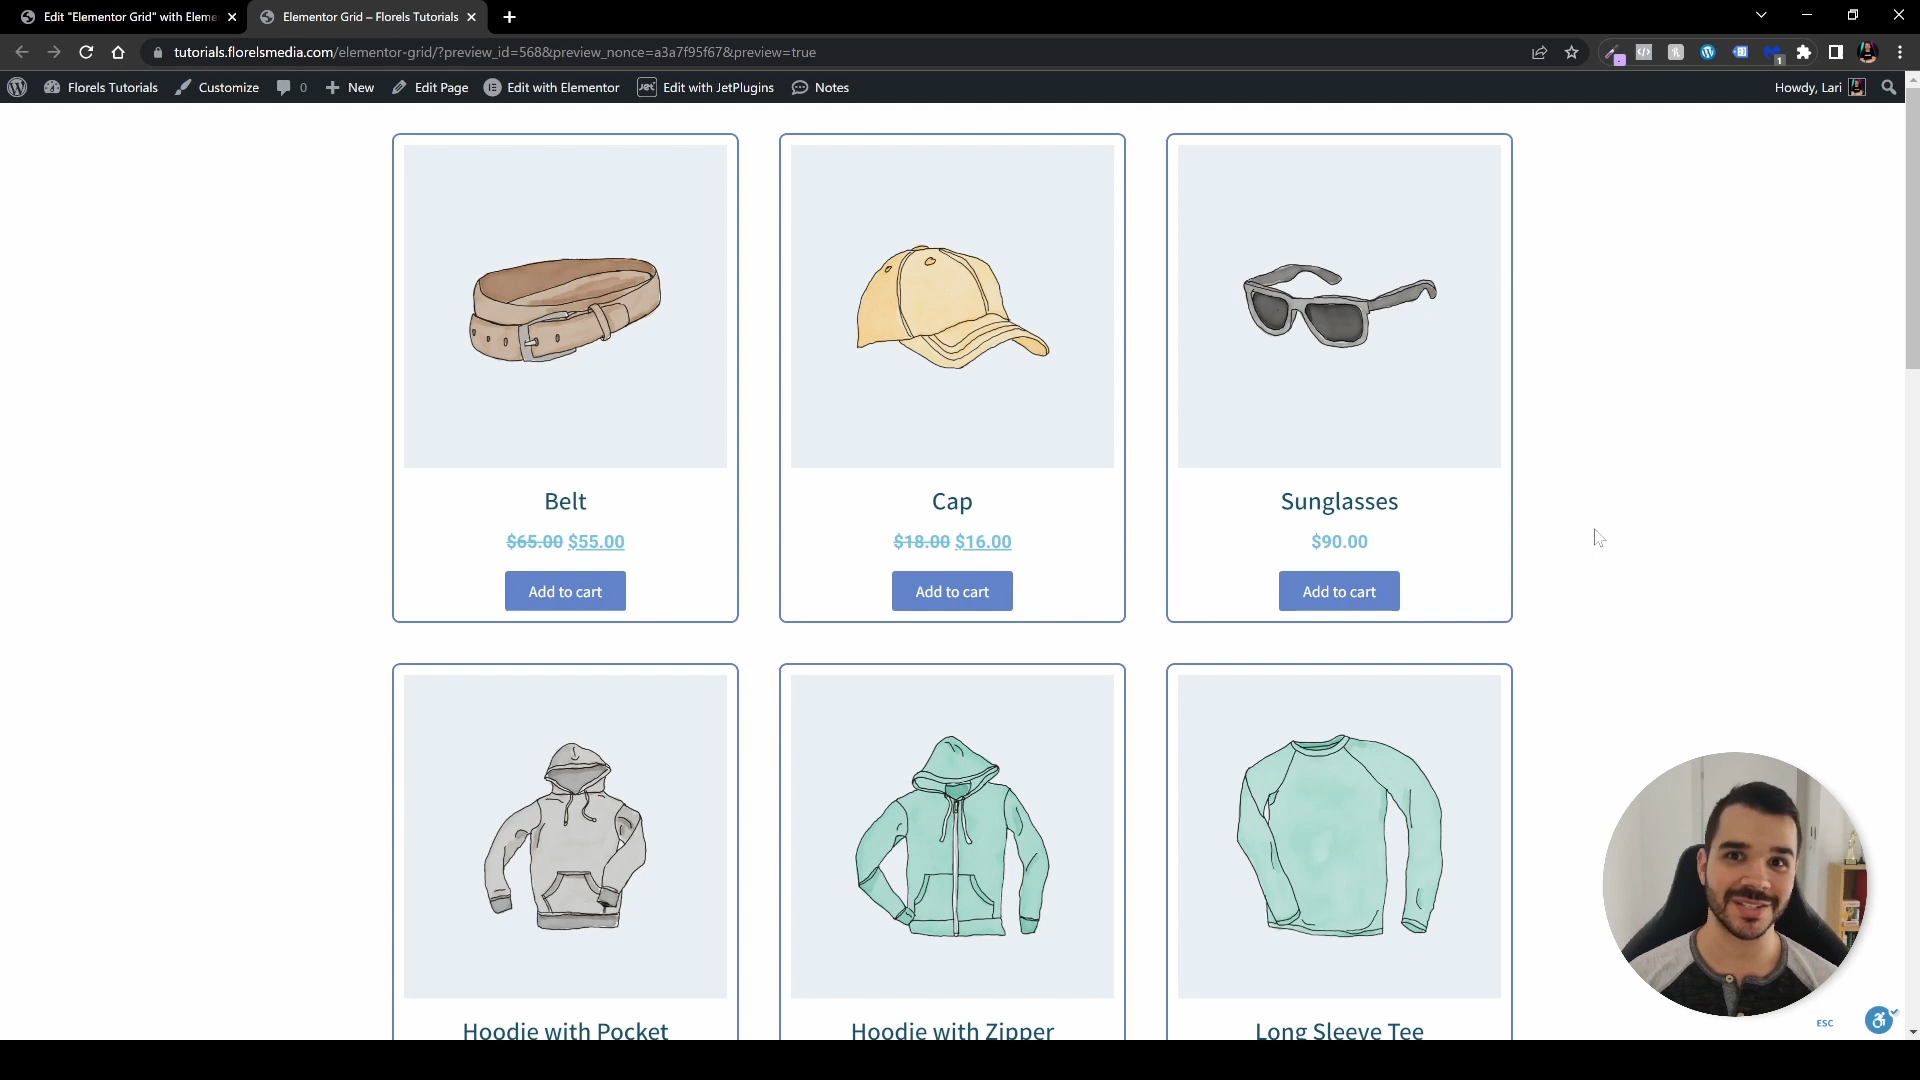 Edit "Elementor Grid" with Eleme
Elementor Grid – Florels Tutorials
tutorials.florelsmedia.com/elementor-grid/?preview_id=568&preview_nonce=a3a7f95f67&preview=true
1
Florels Tutorials
Customize
0
New
Edit Page
Edit with Elementor
Jet
Edit with JetPlugins
Notes
Howdy, Lari
Belt
Cap
Sunglasses
$65.00 $55.00
$18.00 $16.00
$90.00
Add to cart
Add to cart
Add to cart
Hoodie with Pocket
Hoodie with Zipper
Long Sleeve Tee
ESC